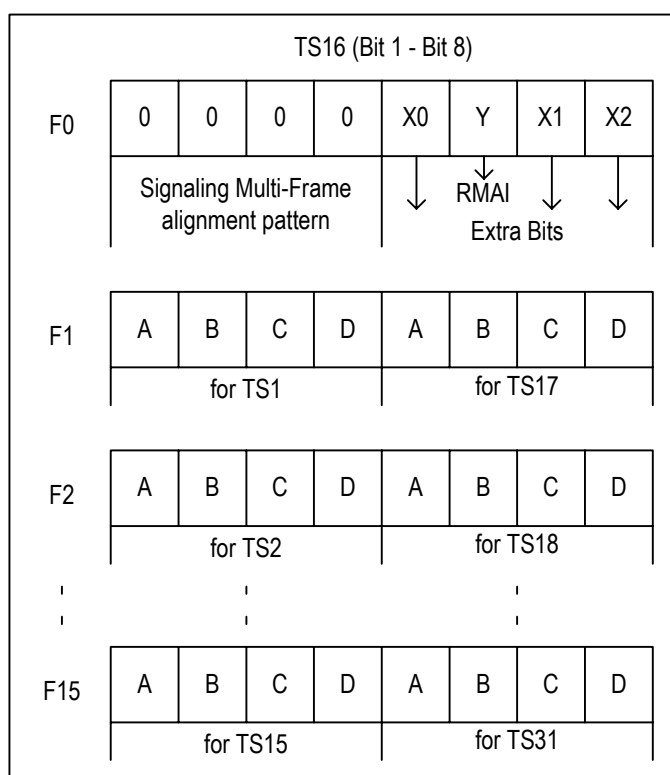 TS16 (Bit 1 - Bit 8)
F0 0 0 0 0 X0 Y X1 X2
Signaling Multi-Frame
alignment pattern
RMAI
Extra Bits
F1 A B C D A B C D
for TS1 for TS17
F2 A B C D A B C D
for TS2 for TS18
F15 A B C D A B C D
for TS15 for TS31